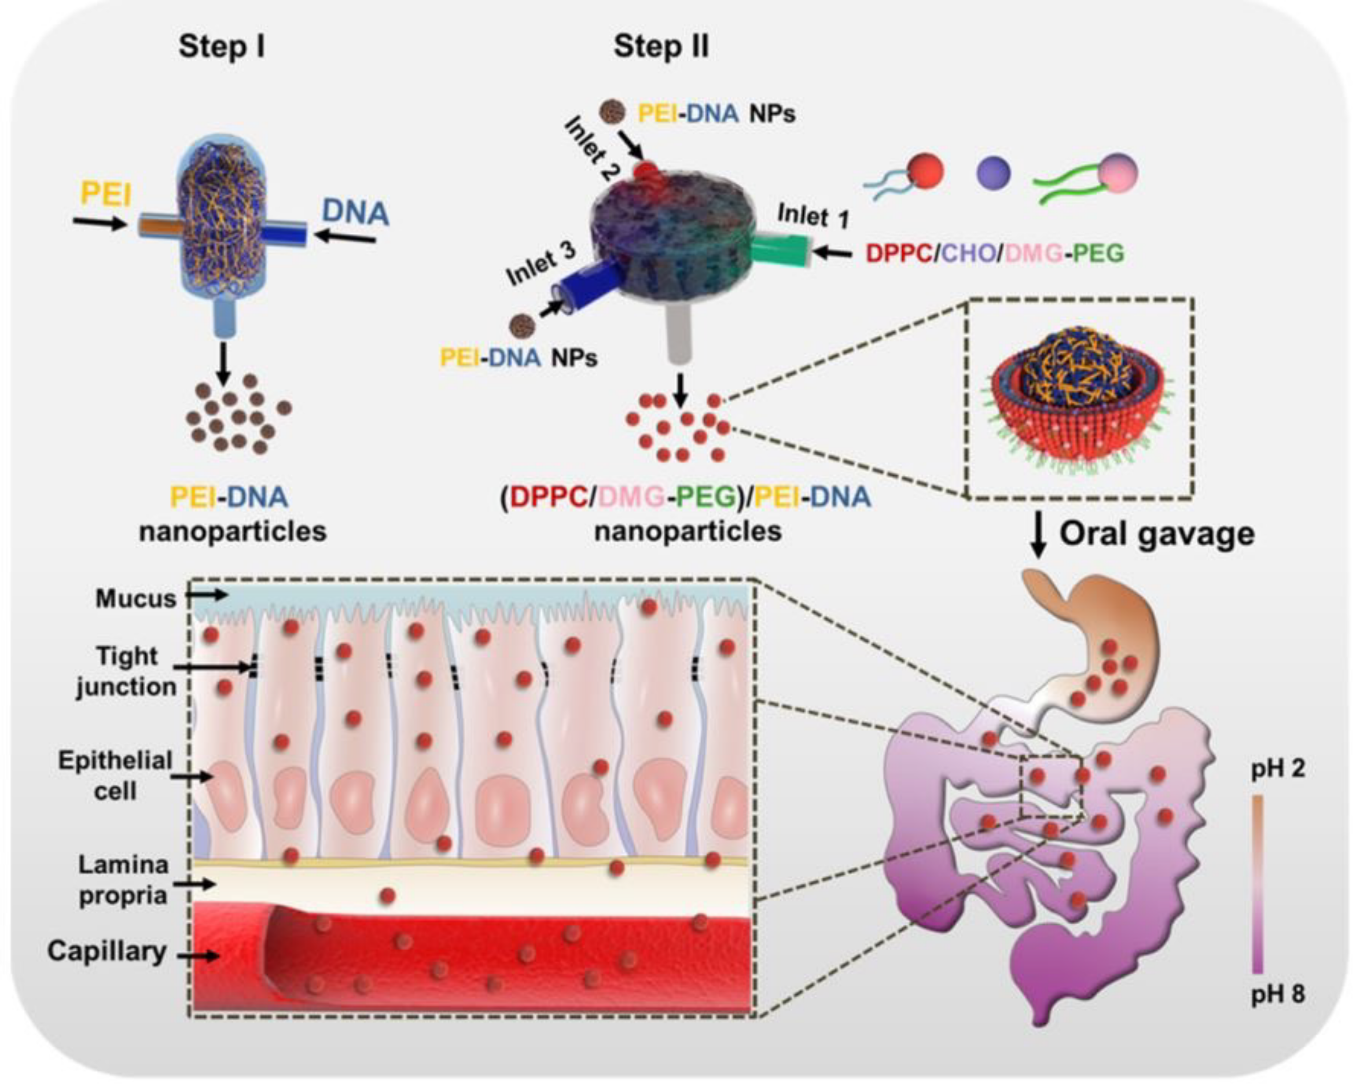 Step I
Step II
PEI
DNA
PEI-DNA NPs
Inlet 2
Inlet 1
DPPC/CHO/DMG-PEG
Inlet 3
PEI-DNA NPs
PEI-DNA
nanoparticles
(DPPC/DMG-PEG)/PEI-DNA
nanoparticles
Oral gavage
Mucus
Tight
junction
Epithelial
cell
Lamina
propria
Capillary
pH 2
pH 8